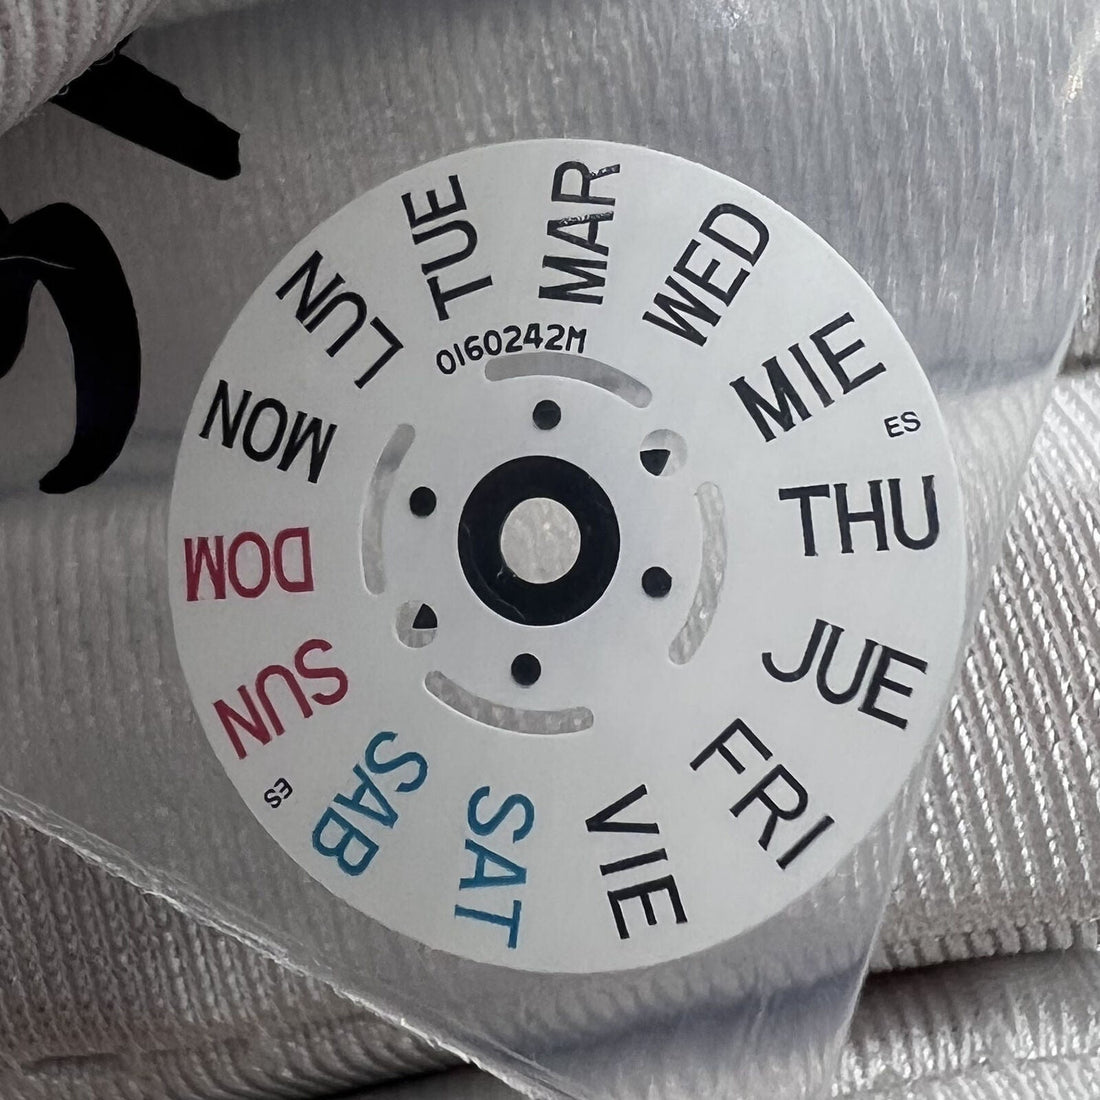 MAR
WED
MIE
ES
THU
JUE
FRI
VIE
SAT
SAB
ES
SUN
DOM
MON
LUN
TUE
0160242M